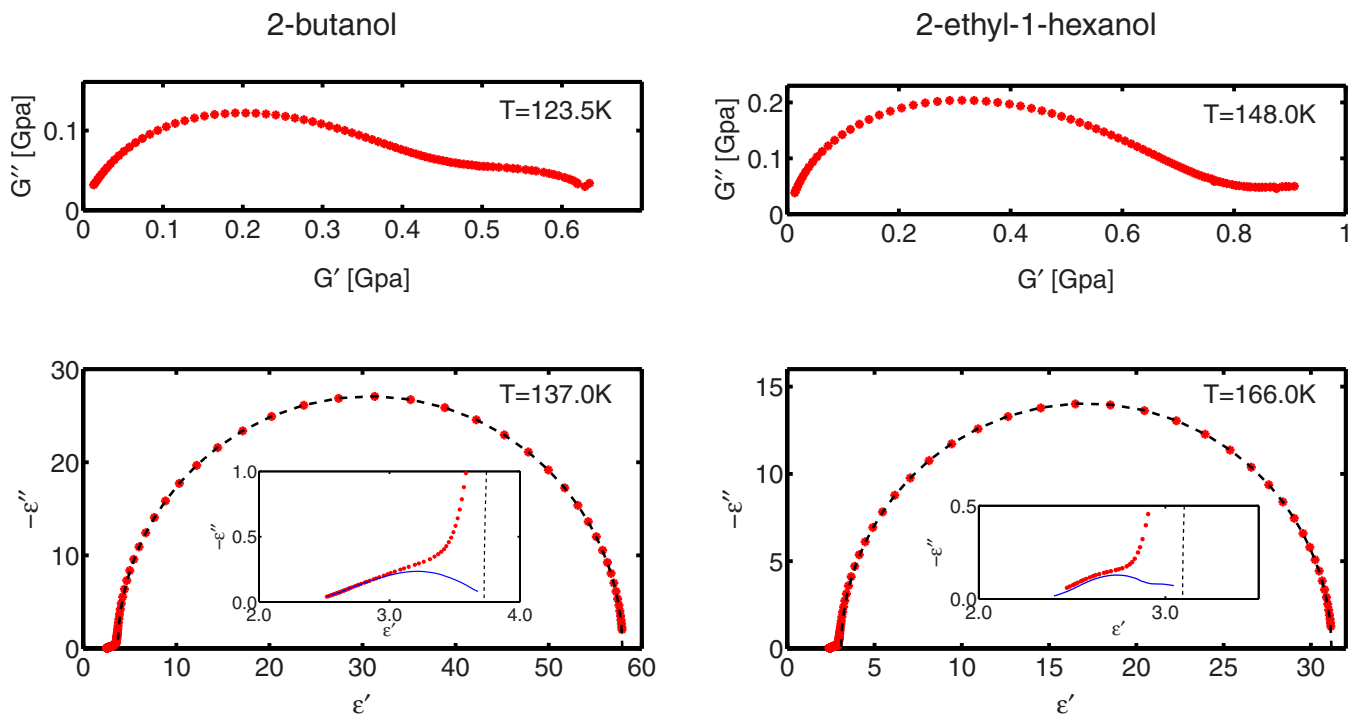 2-butanol
2-ethyl-1-hexanol
T=123.5K
G″ [Gpa]
0.1
0
0 0.1 0.2 0.3 0.4 0.5 0.6
G′ [Gpa]
T=148.0K
G″ [Gpa]
0.2
0.1
0
0 0.2 0.4 0.6 0.8 1
G′ [Gpa]
T=137.0K
−ε″
30
20
10
0
0 10 20 30 40 50 60
ε′
−ε″
1.0
0.5
0.0
2.0 3.0 4.0
ε′
T=166.0K
−ε″
15
10
5
0
0 5 10 15 20 25 30
ε′
−ε″
0.5
0.0
2.0 3.0
ε′